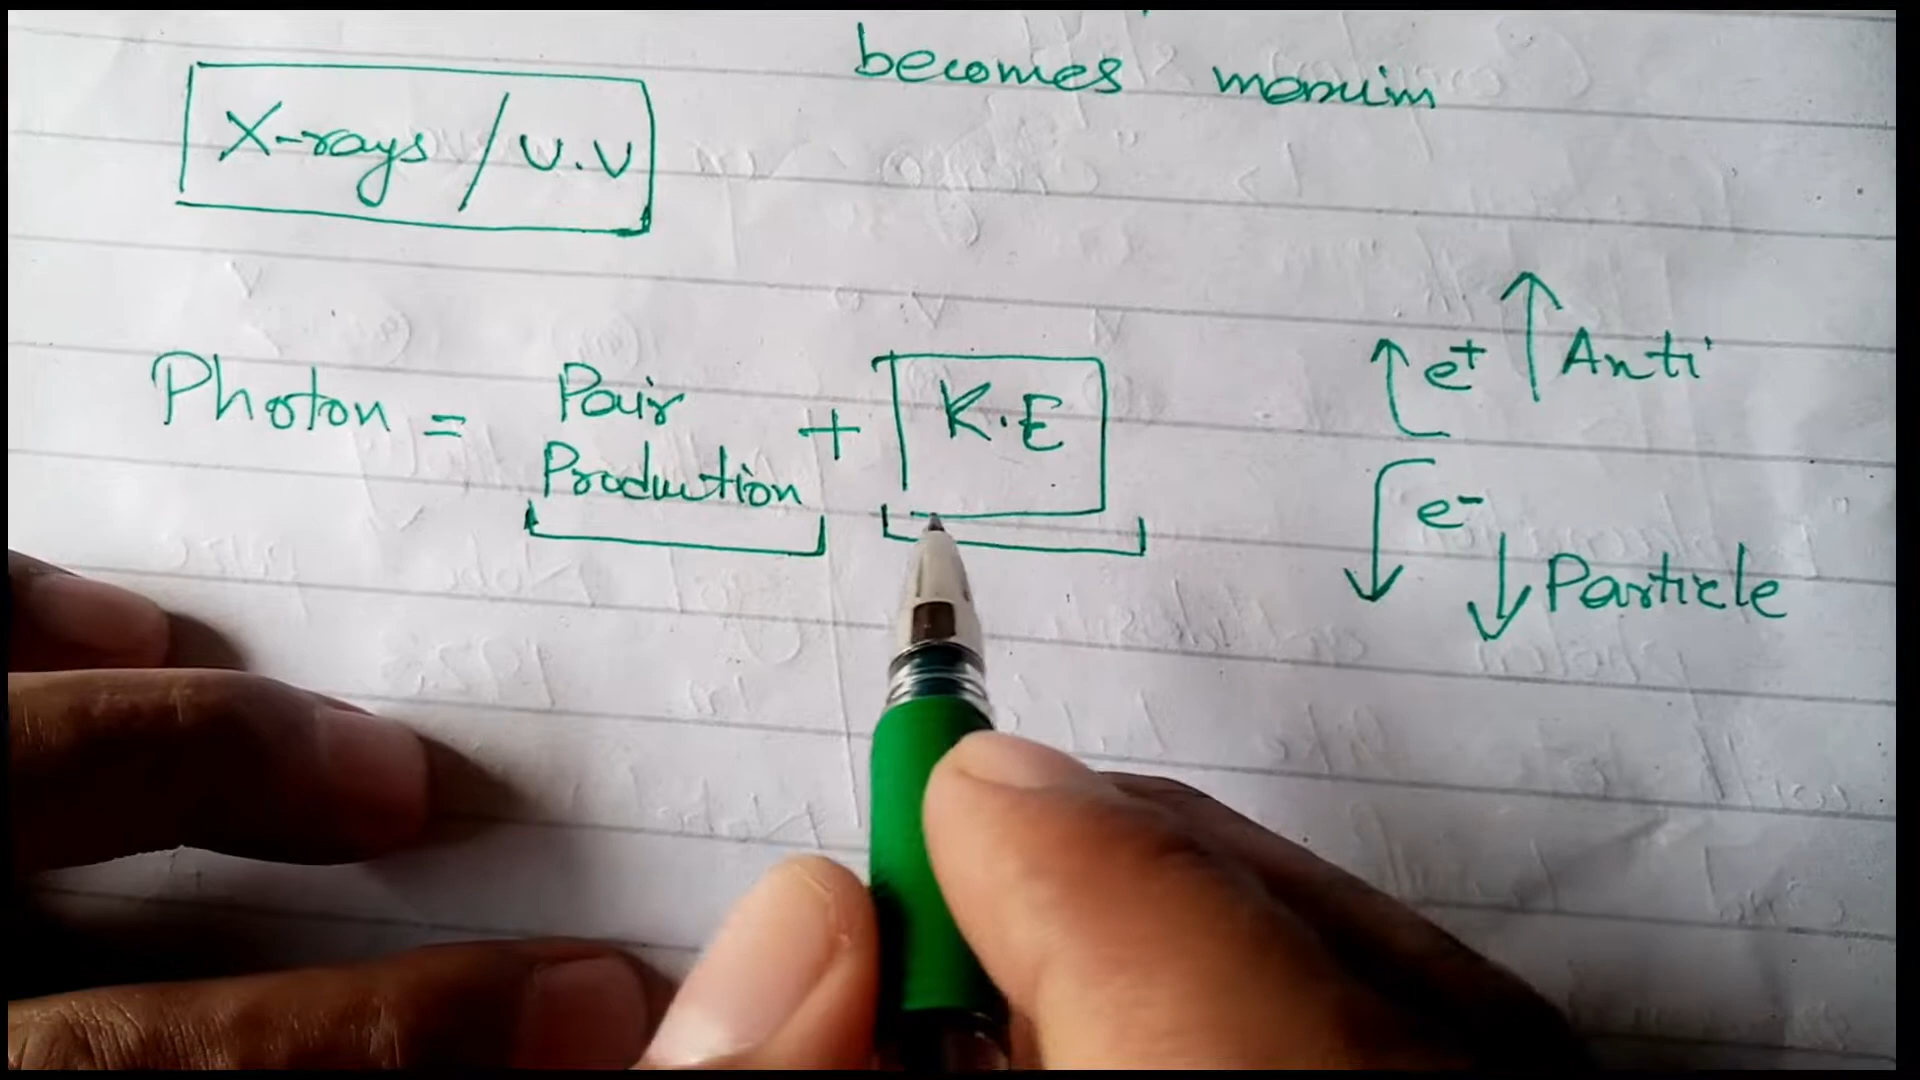 becomes
X-rays / U.V
Photon = Pair Production + K.E
e+ ↑ Anti
e- ↓ Particle